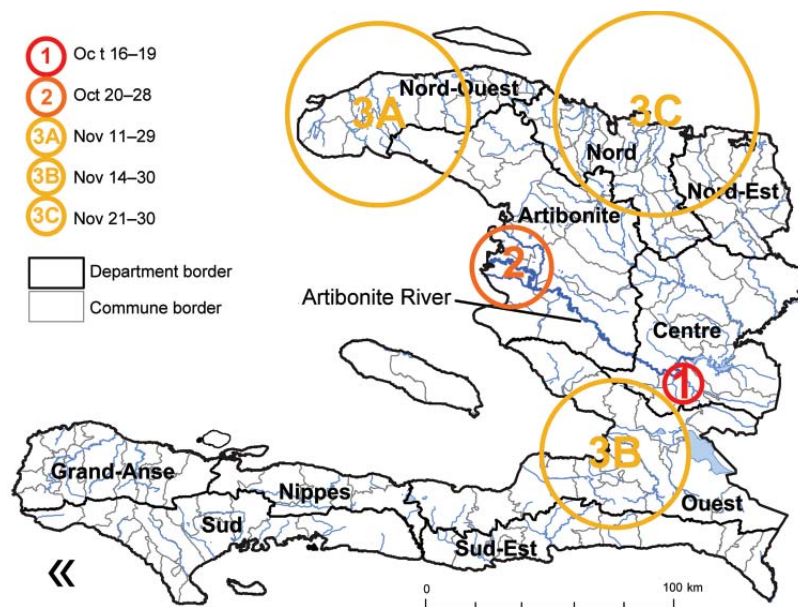 1 Oc t 16–19
2 Oct 20–28
3A Nov 11–29
3B Nov 14–30
3C Nov 21–30
Department border
Commune border
Nord-Ouest
3A
3C
Nord
Nord-Est
Artibonite
2
Artibonite River
Centre
1
3B
Grand-Anse
Nippes
Ouest
Sud
Sud-Est
«
0 100 km